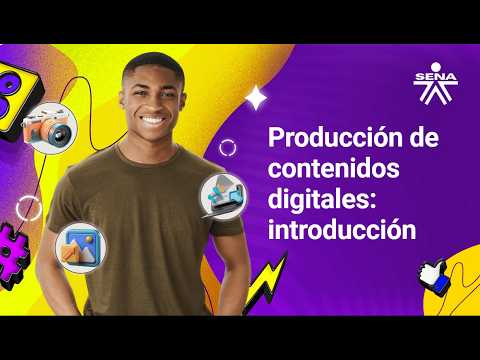 SENA
Producción de
contenidos
digitales:
introducción
#